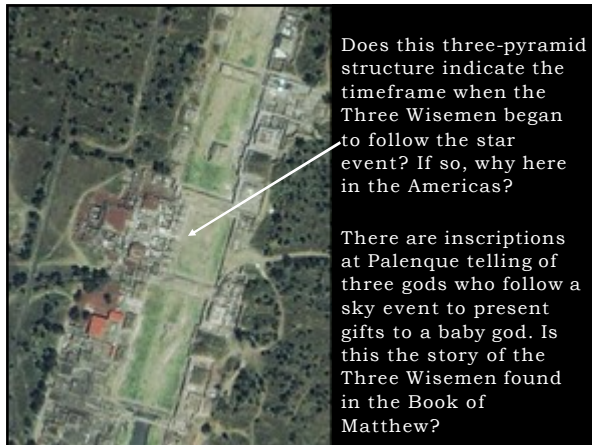 Does this three-pyramid
structure indicate the
timeframe when the
Three Wisemen began
to follow the star
event? If so, why here
in the Americas?
There are inscriptions
at Palenque telling of
three gods who follow a
sky event to present
gifts to a baby god. Is
this the story of the
Three Wisemen found
in the Book of
Matthew?